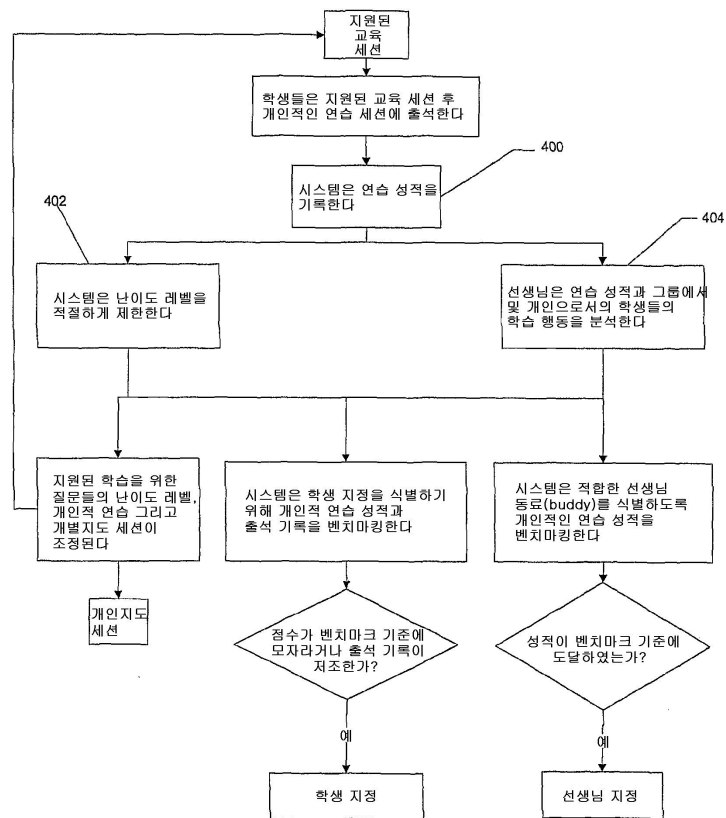 지원된
교육
세션
학생들은 지원된 교육 세션 후
개인적인 연습 세션에 출석한다
400
시스템은 연습 성적을
기록한다
402
404
시스템은 난이도 레벨을
적절하게 제한한다
선생님은 연습 성적과 그룹에서
및 개인으로서의 학생들의
학습 행동을 분석한다
지원된 학습을 위한
질문들의 난이도 레벨,
개인적 연습 그리고
개별지도 세션이
조정된다
시스템은 학생 지정을 식별하기
위해 개인적 연습 성적과
출석 기록을 벤치마킹한다
시스템은 적합한 선생님
동료(buddy)를 식별하도록
개인적인 연습 성적을
벤치마킹한다
개인지도
세션
점수가 벤치마크 기준에
모자라거나 출석 기록이
저조한가?
성적이 벤치마크 기준에
도달하였는가?
예
예
학생 지정
선생님 지정